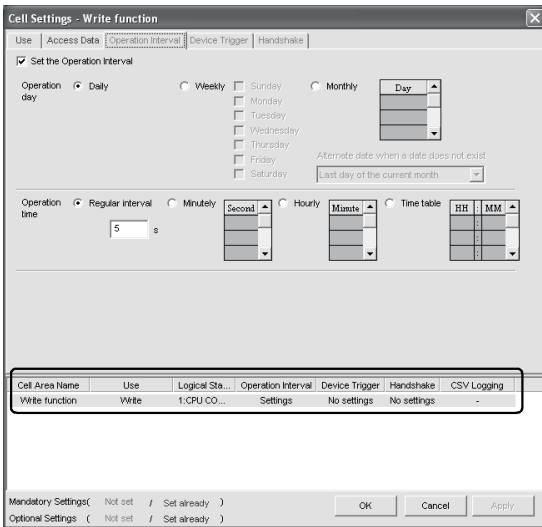 Cell Settings - Write function
Use Access Data Operation Interval Device Trigger Handshake
Set the Operation Interval
Operation day Daily Weekly Sunday Monthly Day
Monday
Tuesday
Wednesday
Thursday
Friday Alternate date when a date does not exist
Saturday Last day of the current month
Operation time Regular interval Minutely Second Hourly Minute Time table HH : MM
5 s
:
:
:
Cell Area Name Use Logical Sta... Operation Interval Device Trigger Handshake CSV Logging
Write function Write 1:CPU CO... Settings No settings No settings -
Mandatory Settings( Not set / Set already ) OK Cancel Apply
Optional Settings ( Not set / Set already )